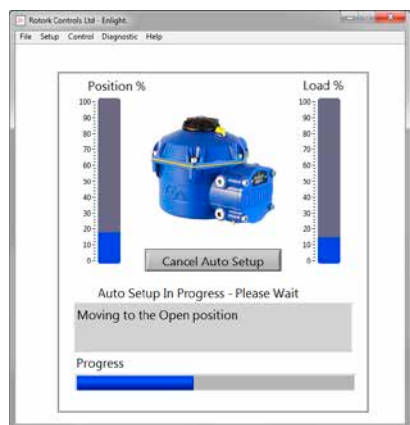 Rotork Controls Ltd - Enlight.
File Setup Control Diagnostic Help
Position % Load %
100 100
90 90
80 80
70 70
60 60
50 50
40 40
30 30
20 20
10 10
0 0
Cancel Auto Setup
Auto Setup In Progress - Please Wait
Moving to the Open position
Progress